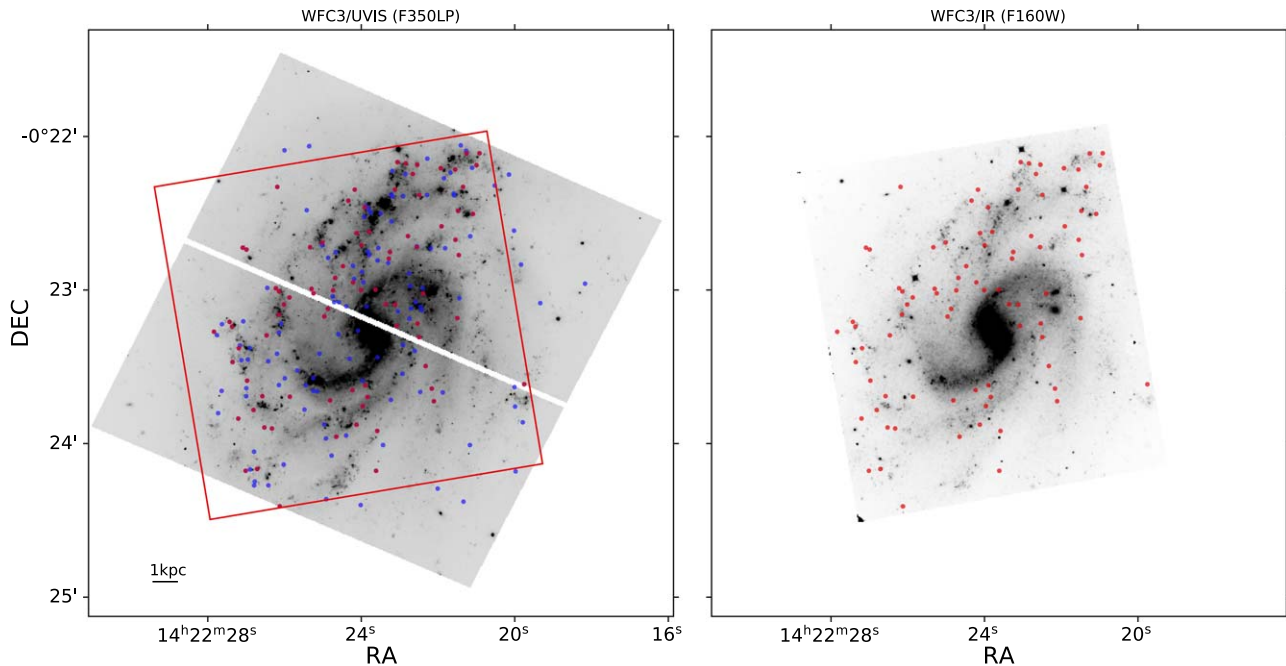 WFC3/UVIS (F350LP)
WFC3/IR (F160W)
-0°22'
23'
DEC
24'
1kpc
25'
14ʰ22ᵐ28ˢ
24ˢ
20ˢ
16ˢ
14ʰ22ᵐ28ˢ
24ˢ
20ˢ
RA
RA